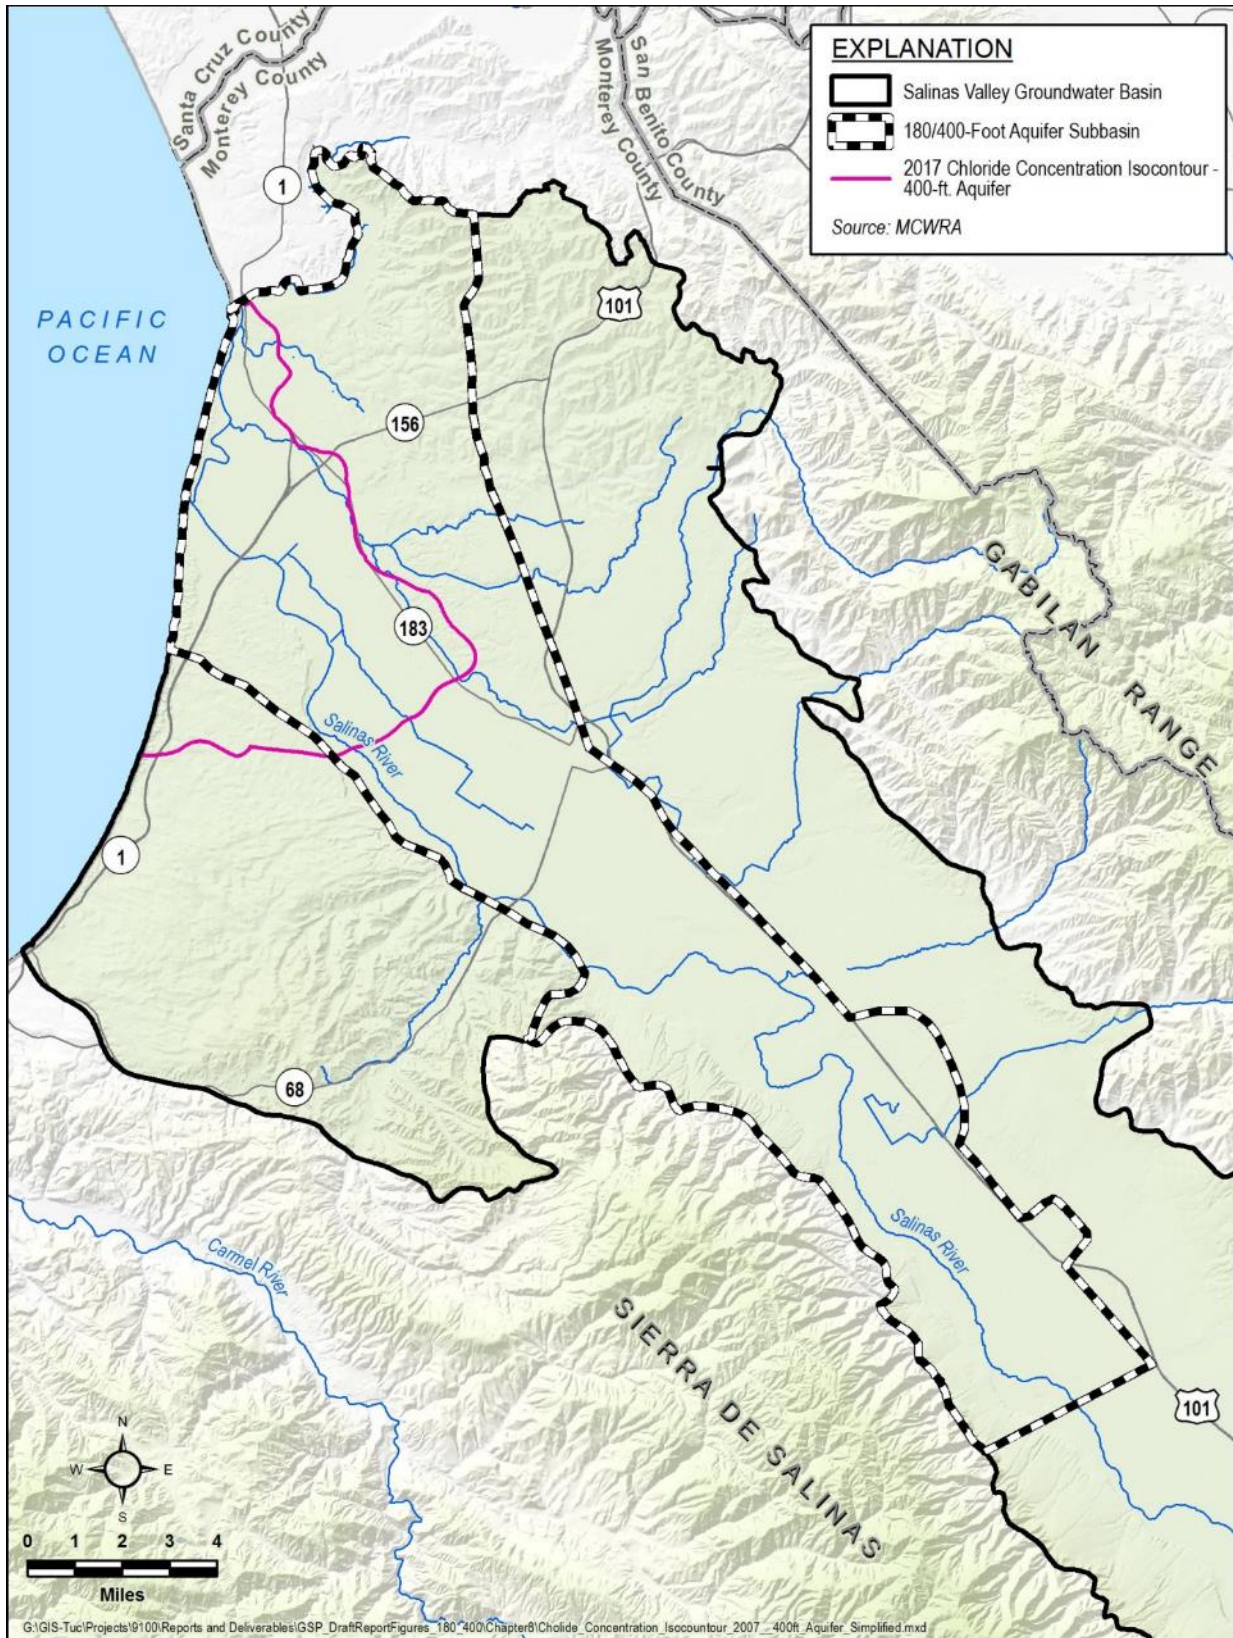 EXPLANATION
Salinas Valley Groundwater Basin
180/400-Foot Aquifer Subbasin
2017 Chloride Concentration Isocontour -
400-ft. Aquifer
Source: MCWRA
Santa Cruz County
Monterey County
San Benito County
Monterey County
1
101
PACIFIC
OCEAN
156
GABILAN
RANGE
183
Salinas River
1
68
Salinas River
Carmel River
SIERRA DE SALINAS
101
N
W
E
S
0 1 2 3 4
Miles
G:\GIS-Tuc\Projects\9100\Reports and Deliverables\GSP_DraftReportFigures_180_400\Chapter8\Cholide_Concentration_Isocountour_2007__400ft_Aquifer_Simplified.mxd